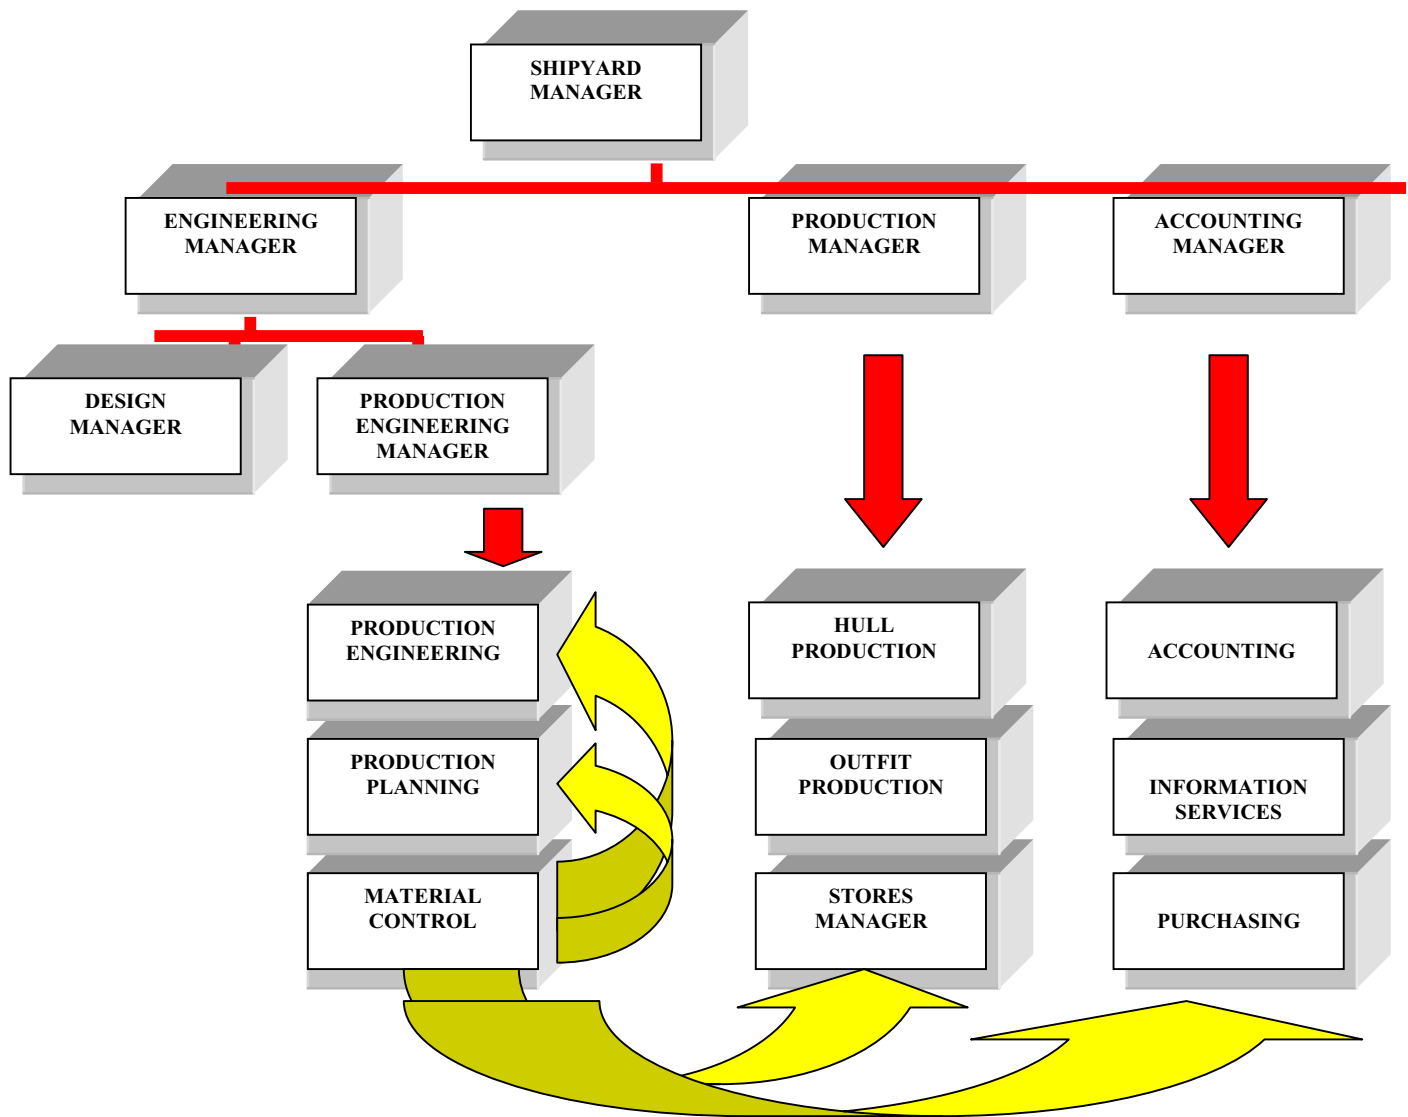 SHIPYARD
MANAGER
ENGINEERING
MANAGER
PRODUCTION
MANAGER
ACCOUNTING
MANAGER
DESIGN
MANAGER
PRODUCTION
ENGINEERING
MANAGER
PRODUCTION
ENGINEERING
HULL
PRODUCTION
ACCOUNTING
PRODUCTION
PLANNING
OUTFIT
PRODUCTION
INFORMATION
SERVICES
MATERIAL
CONTROL
STORES
MANAGER
PURCHASING